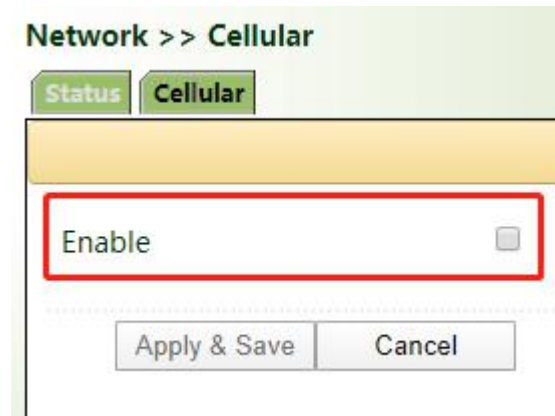 Network >> Cellular
Status Cellular
Enable
Apply & Save Cancel